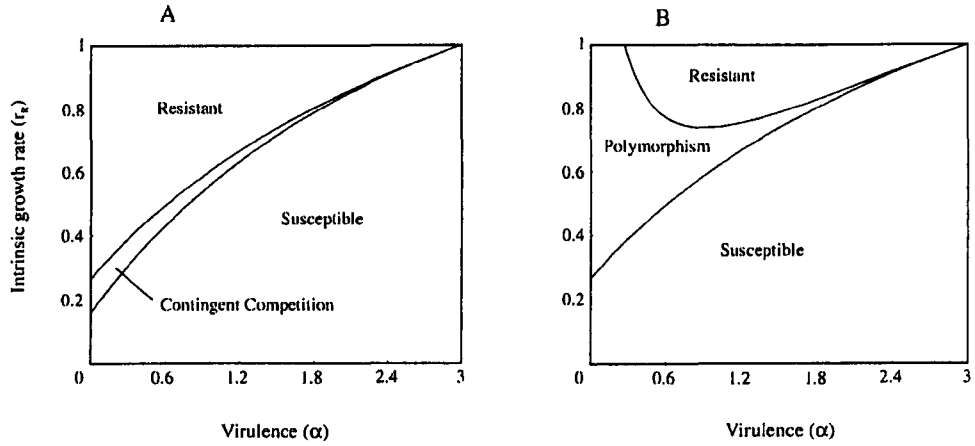 A
Intrinsic growth rate (rR)
1
0.8
0.6
0.4
0.2
0
0.6
1.2
1.8
2.4
3
Resistant
Susceptible
Contingent Competition
Virulence (α)
B
1
0.8
0.6
0.4
0.2
0
0.6
1.2
1.8
2.4
3
Resistant
Polymorphism
Susceptible
Virulence (α)